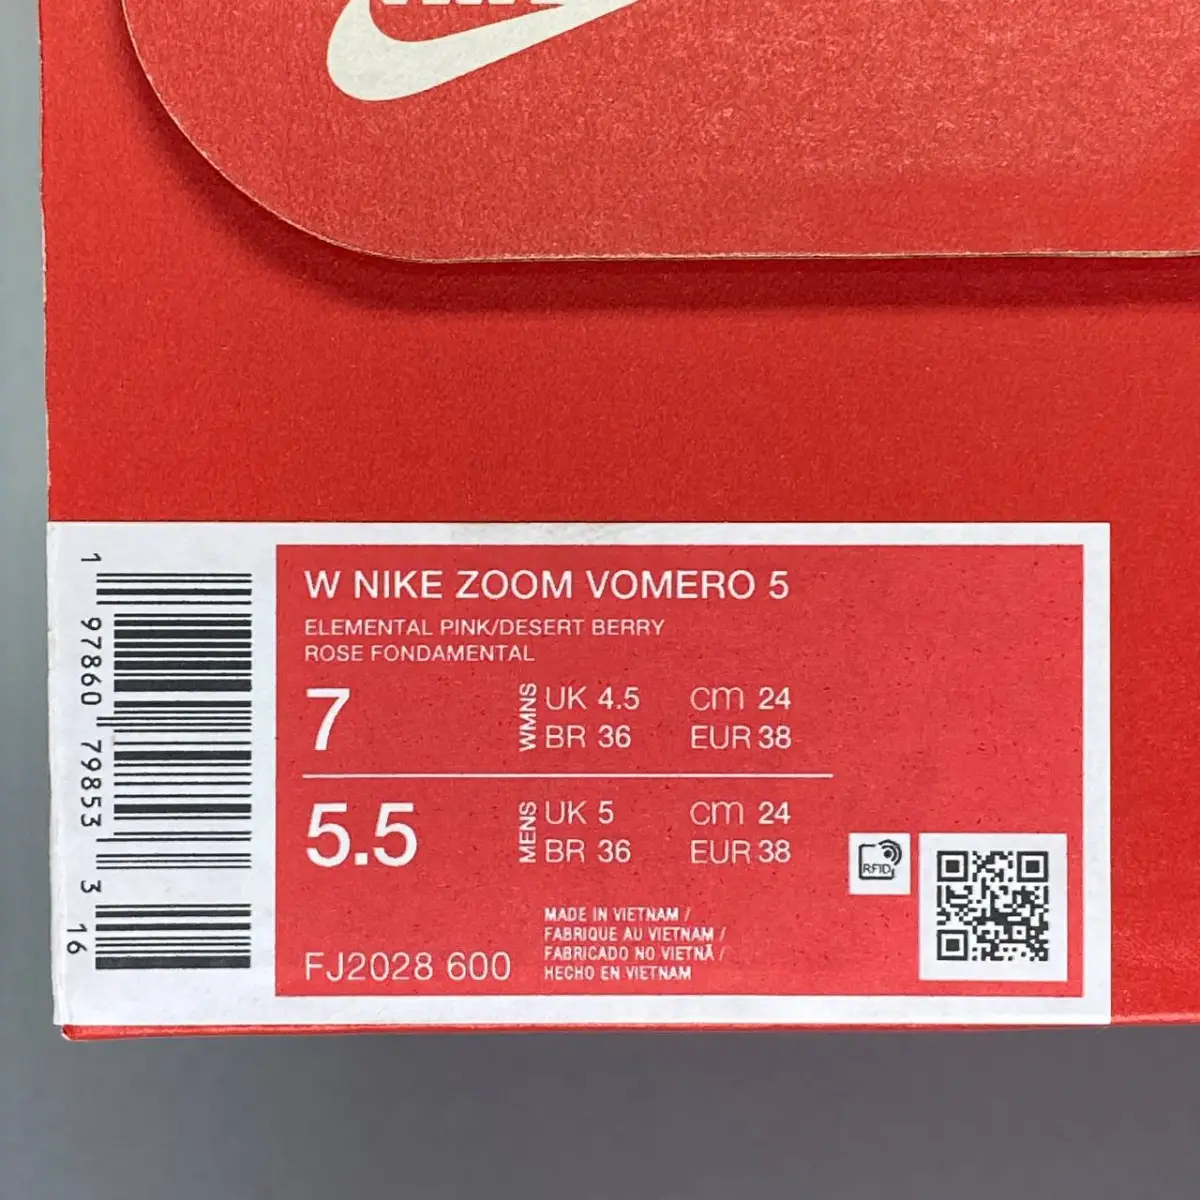 W NIKE ZOOM VOMERO 5
ELEMENTAL PINK/DESERT BERRY
ROSE FONDAMENTAL
7
WMNS
UK 4.5 cm 24
BR 36 EUR 38
5.5
MENS
UK 5 cm 24
BR 36 EUR 38
RFID
MADE IN VIETNAM /
FABRIQUE AU VIETNAM /
FABRICADO NO VIETNÃ /
HECHO EN VIETNAM
FJ2028 600
1 97860 79853 3 16